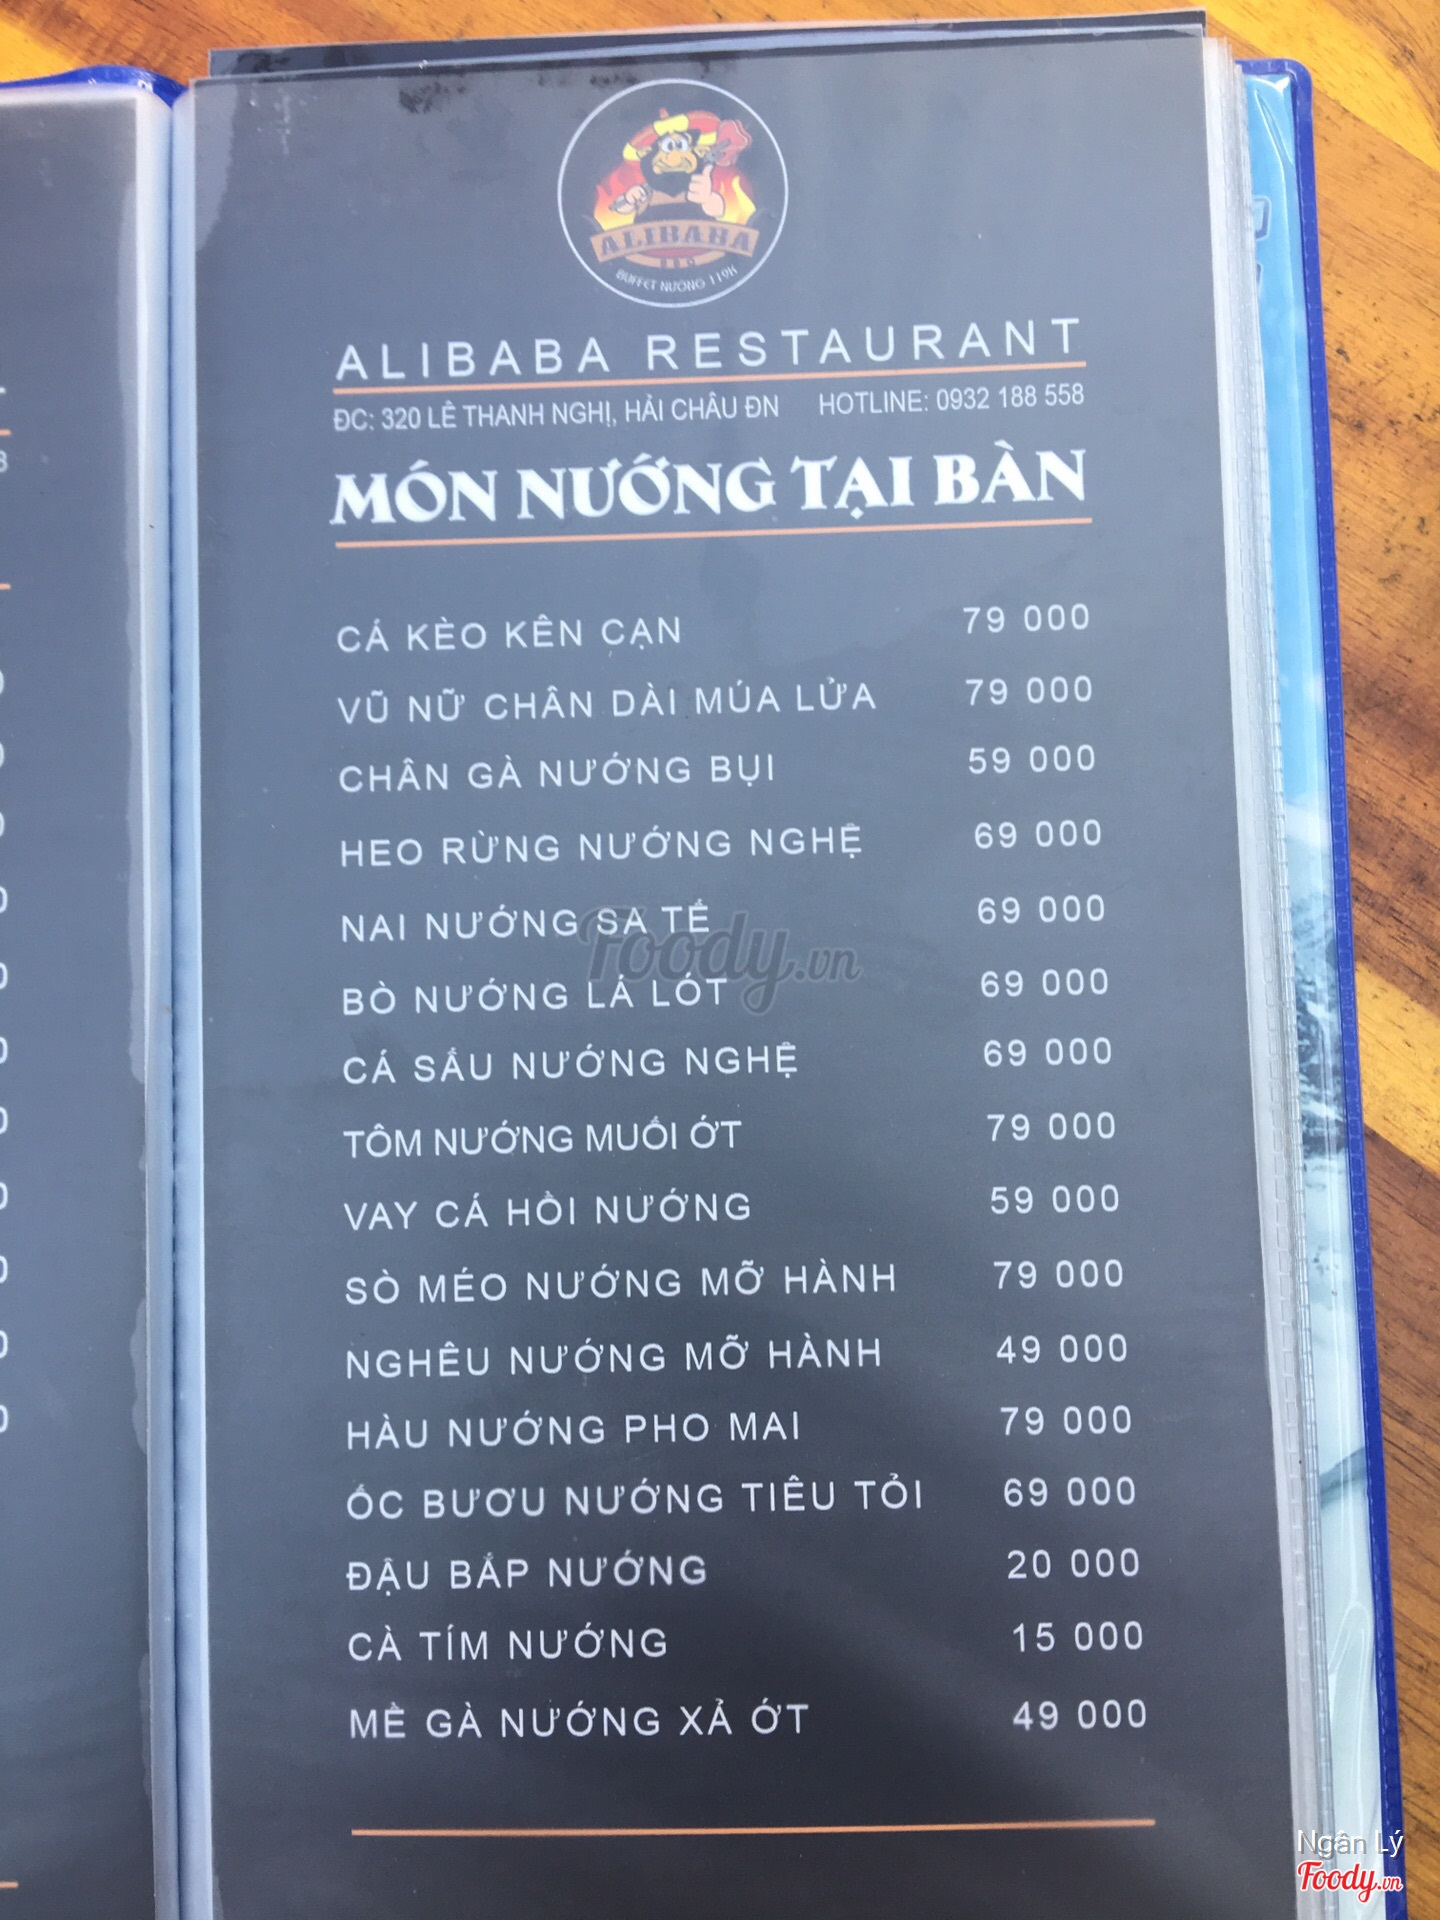 ALIBABA
BBQ
BUFFET NƯỚNG 119K
ALIBABA RESTAURANT
ĐC: 320 LÊ THANH NGHỊ, HẢI CHÂU ĐN HOTLINE: 0932 188 558
MÓN NƯỚNG TẠI BÀN
CÁ KÈO KÊN CẠN 79 000
VŨ NỮ CHÂN DÀI MÚA LỬA 79 000
CHÂN GÀ NƯỚNG BỤI 59 000
HEO RỪNG NƯỚNG NGHỆ 69 000
NAI NƯỚNG SA TẾ 69 000
BÒ NƯỚNG LÁ LÓT 69 000
CÁ SẤU NƯỚNG NGHỆ 69 000
TÔM NƯỚNG MUỐI ỚT 79 000
VAY CÁ HỒI NƯỚNG 59 000
SÒ MÉO NƯỚNG MỠ HÀNH 79 000
NGHÊU NƯỚNG MỠ HÀNH 49 000
HÀU NƯỚNG PHO MAI 79 000
ỐC BƯƠU NƯỚNG TIÊU TỎI 69 000
ĐẬU BẮP NƯỚNG 20 000
CÀ TÍM NƯỚNG 15 000
MỀ GÀ NƯỚNG XẢ ỚT 49 000
Foody.vn
Ngân Lý
Foody.vn